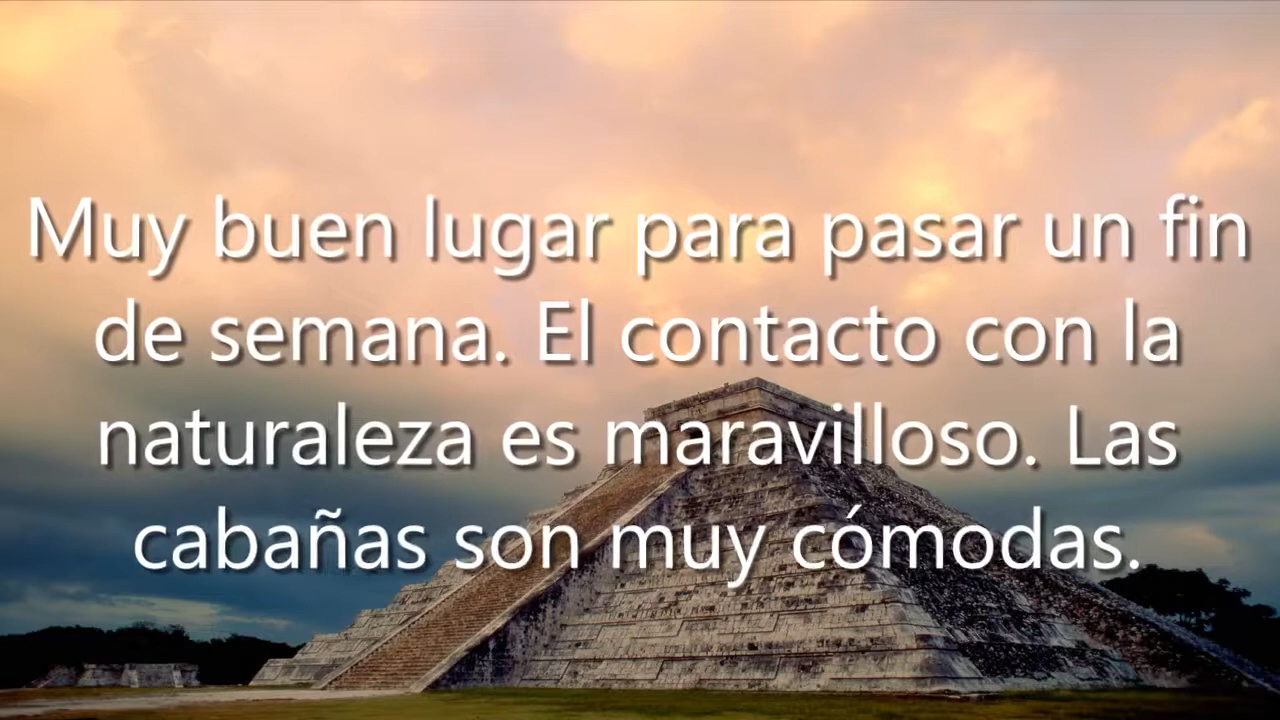 Muy buen lugar para pasar un fin
de semana. El contacto con la
naturaleza es maravilloso. Las
cabañas son muy cómodas.